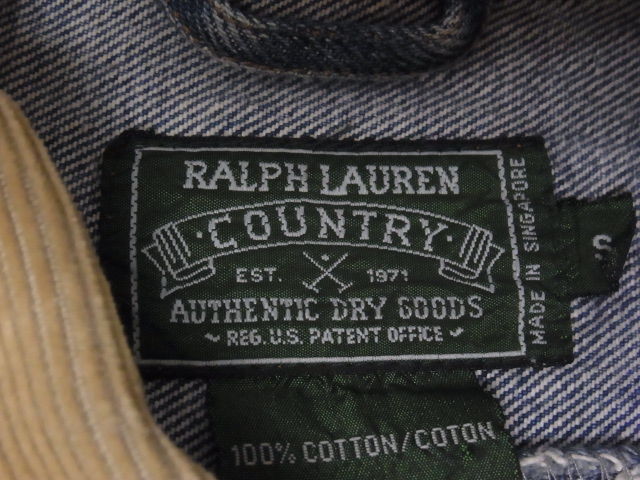 RALPH LAUREN
·COUNTRY·
EST. 1971
AUTHENTIC DRY GOODS
~ REG. U.S. PATENT OFFICE ~
MADE IN SINGAPORE
S
100% COTTON/COTON